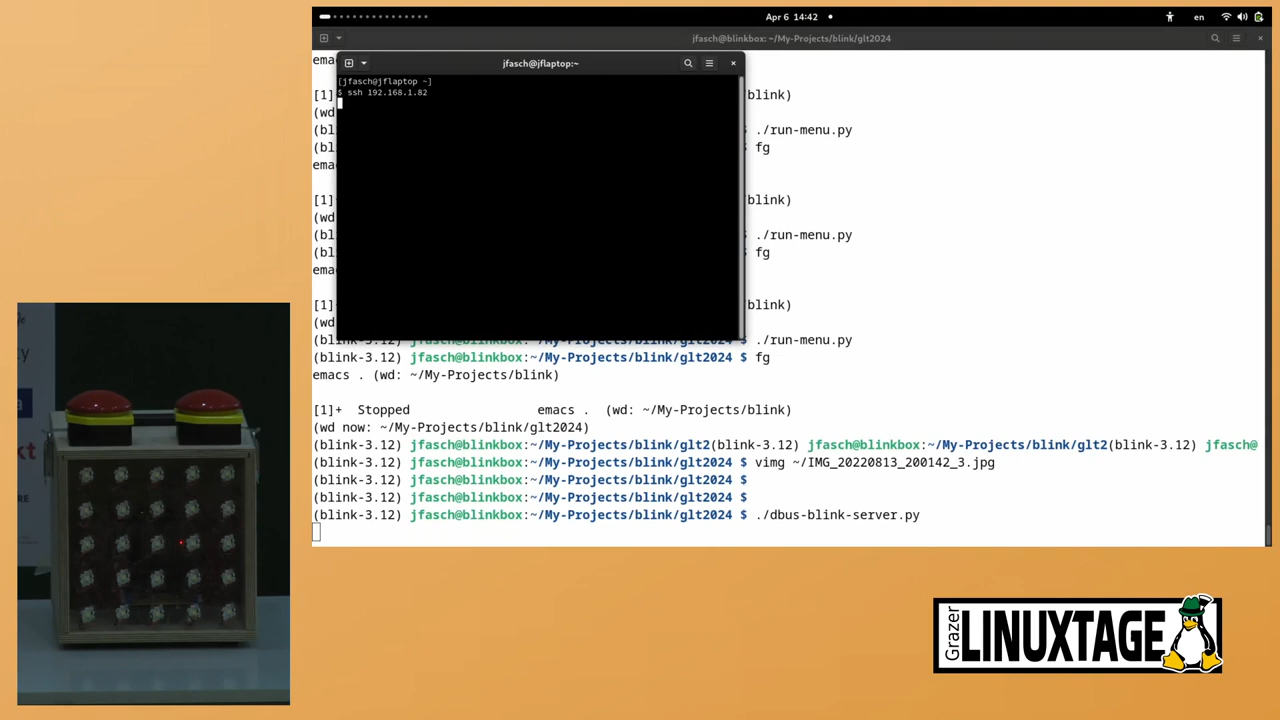 Apr 6 14:42
en
jfasch@blinkbox: ~/My-Projects/blink/glt2024
jfasch@jflaptop:~
[jfasch@jflaptop ~]
$ ssh 192.168.1.82
emacs
[1] blink)
(wd
(bl $ ./run-menu.py
(bl $ fg
emac
[1] blink)
(wd
(bl $ ./run-menu.py
(bl $ fg
emac
[1] blink)
(wd
(blink-3.12) jfasch@blinkbox:~/My-Projects/blink/glt2024 $ ./run-menu.py
(blink-3.12) jfasch@blinkbox:~/My-Projects/blink/glt2024 $ fg
emacs . (wd: ~/My-Projects/blink)
[1]+ Stopped emacs . (wd: ~/My-Projects/blink)
(wd now: ~/My-Projects/blink/glt2024)
(blink-3.12) jfasch@blinkbox:~/My-Projects/blink/glt2(blink-3.12) jfasch@blinkbox:~/My-Projects/blink/glt2(blink-3.12) jfasch@
(blink-3.12) jfasch@blinkbox:~/My-Projects/blink/glt2024 $ vimg ~/IMG_20220813_200142_3.jpg
(blink-3.12) jfasch@blinkbox:~/My-Projects/blink/glt2024 $
(blink-3.12) jfasch@blinkbox:~/My-Projects/blink/glt2024 $
(blink-3.12) jfasch@blinkbox:~/My-Projects/blink/glt2024 $ ./dbus-blink-server.py
Grazer
LINUXTAGE